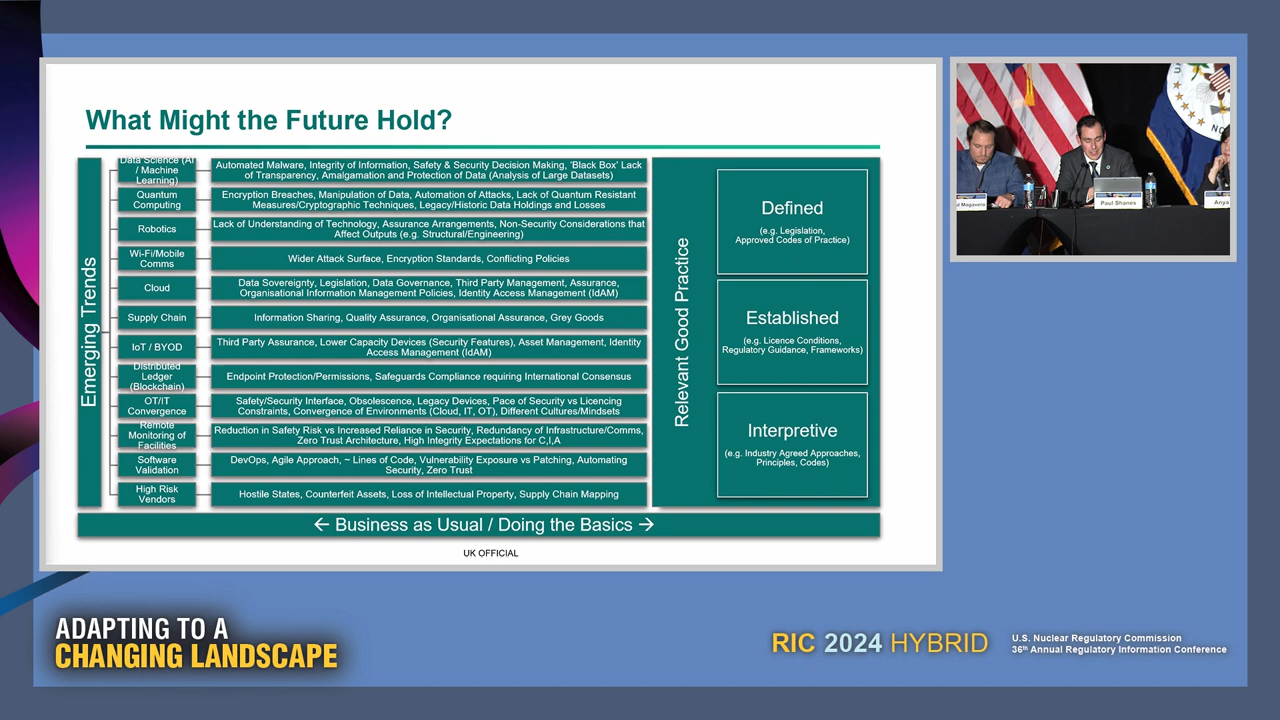 What Might the Future Hold?
Emerging Trends
Data Science (AI
/ Machine
Learning)
Automated Malware, Integrity of Information, Safety & Security Decision Making, 'Black Box' Lack
of Transparency, Amalgamation and Protection of Data (Analysis of Large Datasets)
Quantum
Computing
Encryption Breaches, Manipulation of Data, Automation of Attacks, Lack of Quantum Resistant
Measures/Cryptographic Techniques, Legacy/Historic Data Holdings and Losses
Robotics
Lack of Understanding of Technology, Assurance Arrangements, Non-Security Considerations that
Affect Outputs (e.g. Structural/Engineering)
Wi-Fi/Mobile
Comms
Wider Attack Surface, Encryption Standards, Conflicting Policies
Cloud
Data Sovereignty, Legislation, Data Governance, Third Party Management, Assurance,
Organisational Information Management Policies, Identity Access Management (IdAM)
Supply Chain
Information Sharing, Quality Assurance, Organisational Assurance, Grey Goods
IoT / BYOD
Third Party Assurance, Lower Capacity Devices (Security Features), Asset Management, Identity
Access Management (IdAM)
Distributed
Ledger
(Blockchain)
Endpoint Protection/Permissions, Safeguards Compliance requiring International Consensus
OT/IT
Convergence
Safety/Security Interface, Obsolescence, Legacy Devices, Pace of Security vs Licencing
Constraints, Convergence of Environments (Cloud, IT, OT), Different Cultures/Mindsets
Remote
Monitoring of
Facilities
Reduction in Safety Risk vs Increased Reliance in Security, Redundancy of Infrastructure/Comms,
Zero Trust Architecture, High Integrity Expectations for C,I,A
Software
Validation
DevOps, Agile Approach, ~ Lines of Code, Vulnerability Exposure vs Patching, Automating
Security, Zero Trust
High Risk
Vendors
Hostile States, Counterfeit Assets, Loss of Intellectual Property, Supply Chain Mapping
Relevant Good Practice
Defined
(e.g. Legislation,
Approved Codes of Practice)
Established
(e.g. Licence Conditions,
Regulatory Guidance, Frameworks)
Interpretive
(e.g. Industry Agreed Approaches,
Principles, Codes)
← Business as Usual / Doing the Basics →
UK OFFICIAL
d Megavero
Paul Shanes
Anya
NO
ADAPTING TO A
CHANGING LANDSCAPE
RIC 2024 HYBRID
U.S. Nuclear Regulatory Commission
36th Annual Regulatory Information Conference